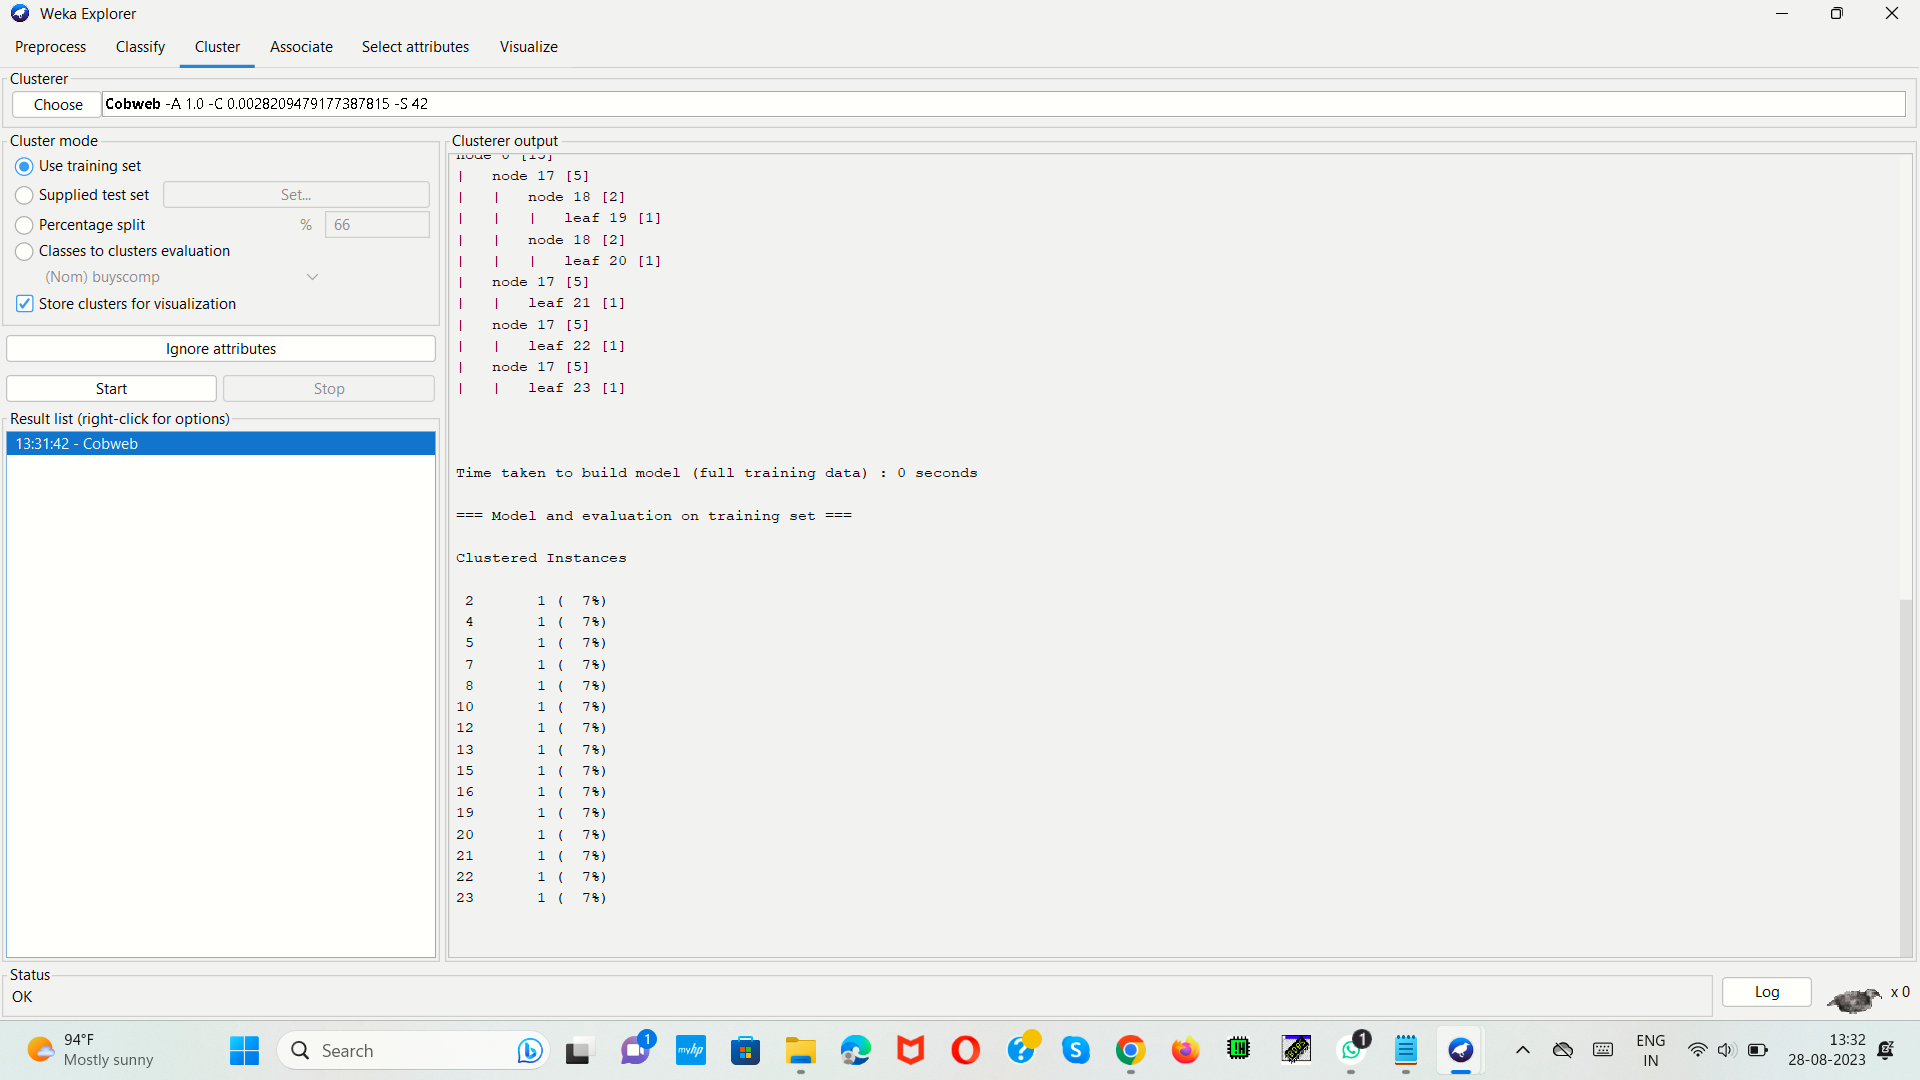 Weka Explorer
Preprocess Classify Cluster Associate Select attributes Visualize
Clusterer
Choose Cobweb -A 1.0 -C 0.0028209479177387815 -S 42
Cluster mode
Use training set
Supplied test set Set...
Percentage split % 66
Classes to clusters evaluation
(Nom) buyscomp
Store clusters for visualization
Ignore attributes
Start Stop
Result list (right-click for options)
13:31:42 - Cobweb
Clusterer output
node 0 [15]
| node 17 [5]
| | node 18 [2]
| | | leaf 19 [1]
| | node 18 [2]
| | | leaf 20 [1]
| node 17 [5]
| | leaf 21 [1]
| node 17 [5]
| | leaf 22 [1]
| node 17 [5]
| | leaf 23 [1]
Time taken to build model (full training data) : 0 seconds
=== Model and evaluation on training set ===
Clustered Instances
2 1 ( 7%)
4 1 ( 7%)
5 1 ( 7%)
7 1 ( 7%)
8 1 ( 7%)
10 1 ( 7%)
12 1 ( 7%)
13 1 ( 7%)
15 1 ( 7%)
16 1 ( 7%)
19 1 ( 7%)
20 1 ( 7%)
21 1 ( 7%)
22 1 ( 7%)
23 1 ( 7%)
Status
OK
Log x 0
94°F
Mostly sunny
Search
1
myhp
1
ENG
IN
13:32
28-08-2023